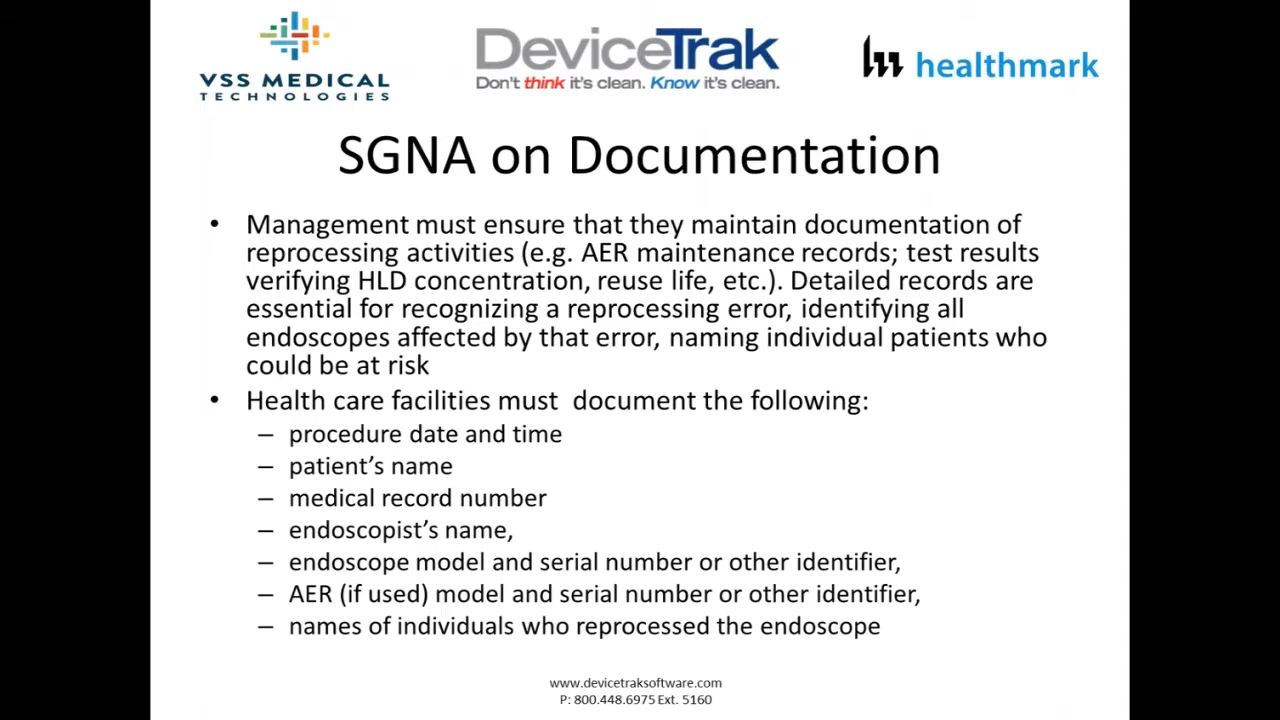 VSS MEDICAL
TECHNOLOGIES
DeviceTrak
Don't think it's clean. Know it's clean.
healthmark
SGNA on Documentation
• Management must ensure that they maintain documentation of
reprocessing activities (e.g. AER maintenance records; test results
verifying HLD concentration, reuse life, etc.). Detailed records are
essential for recognizing a reprocessing error, identifying all
endoscopes affected by that error, naming individual patients who
could be at risk
• Health care facilities must  document the following:
– procedure date and time
– patient's name
– medical record number
– endoscopist's name,
– endoscope model and serial number or other identifier,
– AER (if used) model and serial number or other identifier,
– names of individuals who reprocessed the endoscope
www.devicetraksoftware.com
P: 800.448.6975 Ext. 5160